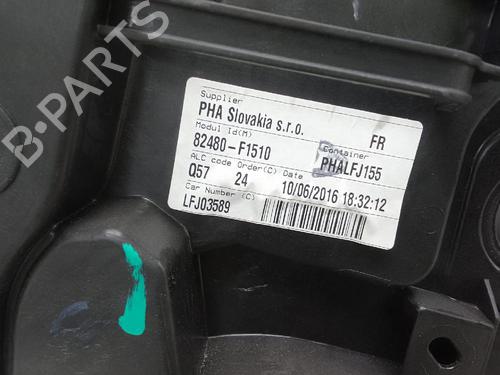 B-PARTS
Supplier
PHA Slovakia s.r.o.
FR
Modul Id(M)
82480-F1510
Container
PHALFJ155
ALC code Order(C) Date
Q57 24 10/06/2016 18:32:12
Car Number (C)
LFJ03589